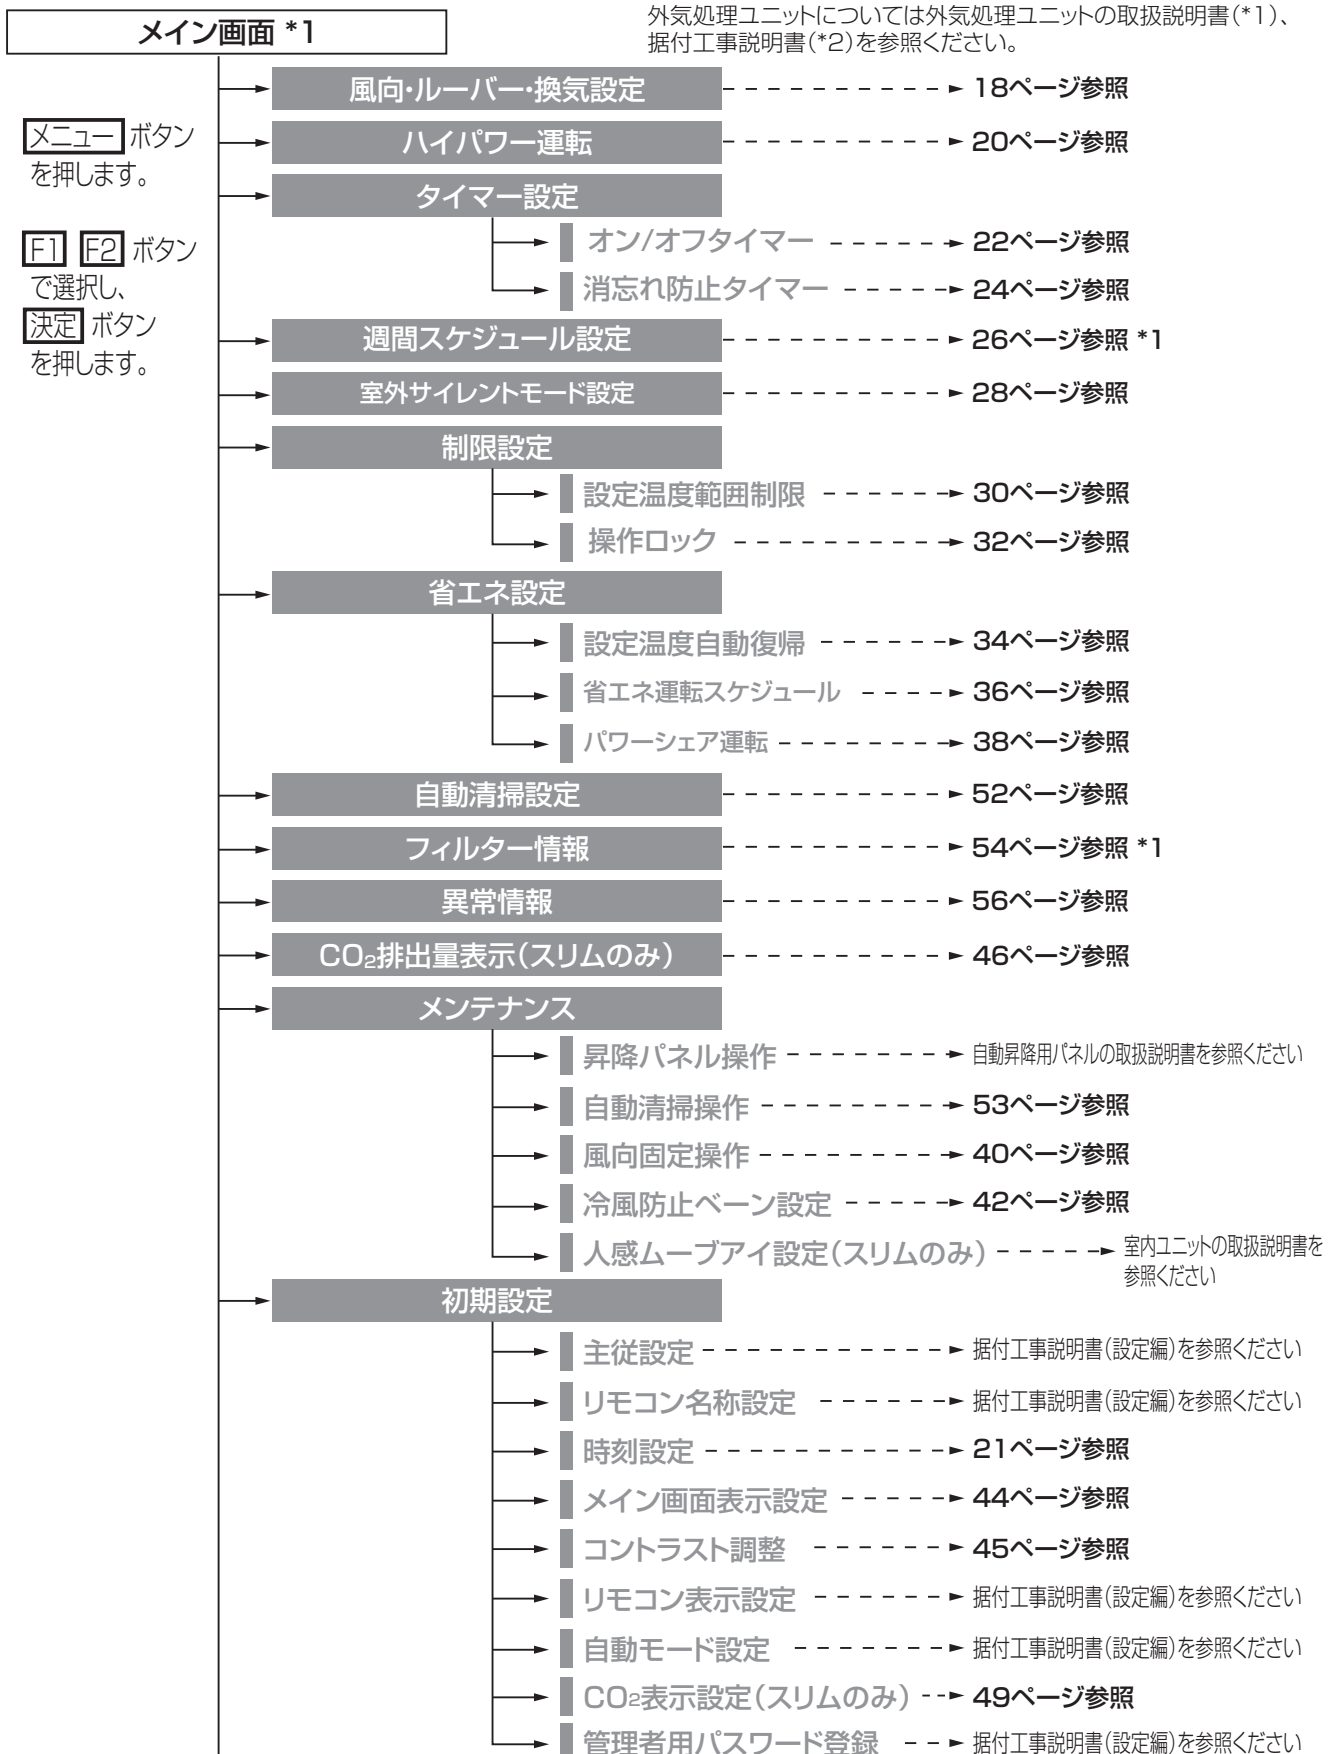 メイン画面 *1
外気処理ユニットについては外気処理ユニットの取扱説明書(*1)、
据付工事説明書(*2)を参照ください。
メニュー ボタン
を押します。
F1 F2 ボタン
で選択し、
決定 ボタン
を押します。
風向・ルーバー・換気設定 18ページ参照
ハイパワー運転 20ページ参照
タイマー設定
オン/オフタイマー 22ページ参照
消忘れ防止タイマー 24ページ参照
週間スケジュール設定 26ページ参照 *1
室外サイレントモード設定 28ページ参照
制限設定
設定温度範囲制限 30ページ参照
操作ロック 32ページ参照
省エネ設定
設定温度自動復帰 34ページ参照
省エネ運転スケジュール 36ページ参照
パワーシェア運転 38ページ参照
自動清掃設定 52ページ参照
フィルター情報 54ページ参照 *1
異常情報 56ページ参照
CO₂排出量表示(スリムのみ) 46ページ参照
メンテナンス
昇降パネル操作 自動昇降用パネルの取扱説明書を参照ください
自動清掃操作 53ページ参照
風向固定操作 40ページ参照
冷風防止ベーン設定 42ページ参照
人感ムーブアイ設定(スリムのみ) 室内ユニットの取扱説明書を
参照ください
初期設定
主従設定 据付工事説明書(設定編)を参照ください
リモコン名称設定 据付工事説明書(設定編)を参照ください
時刻設定 21ページ参照
メイン画面表示設定 44ページ参照
コントラスト調整 45ページ参照
リモコン表示設定 据付工事説明書(設定編)を参照ください
自動モード設定 据付工事説明書(設定編)を参照ください
CO₂表示設定(スリムのみ) 49ページ参照
管理者用パスワード登録 据付工事説明書(設定編)を参照ください